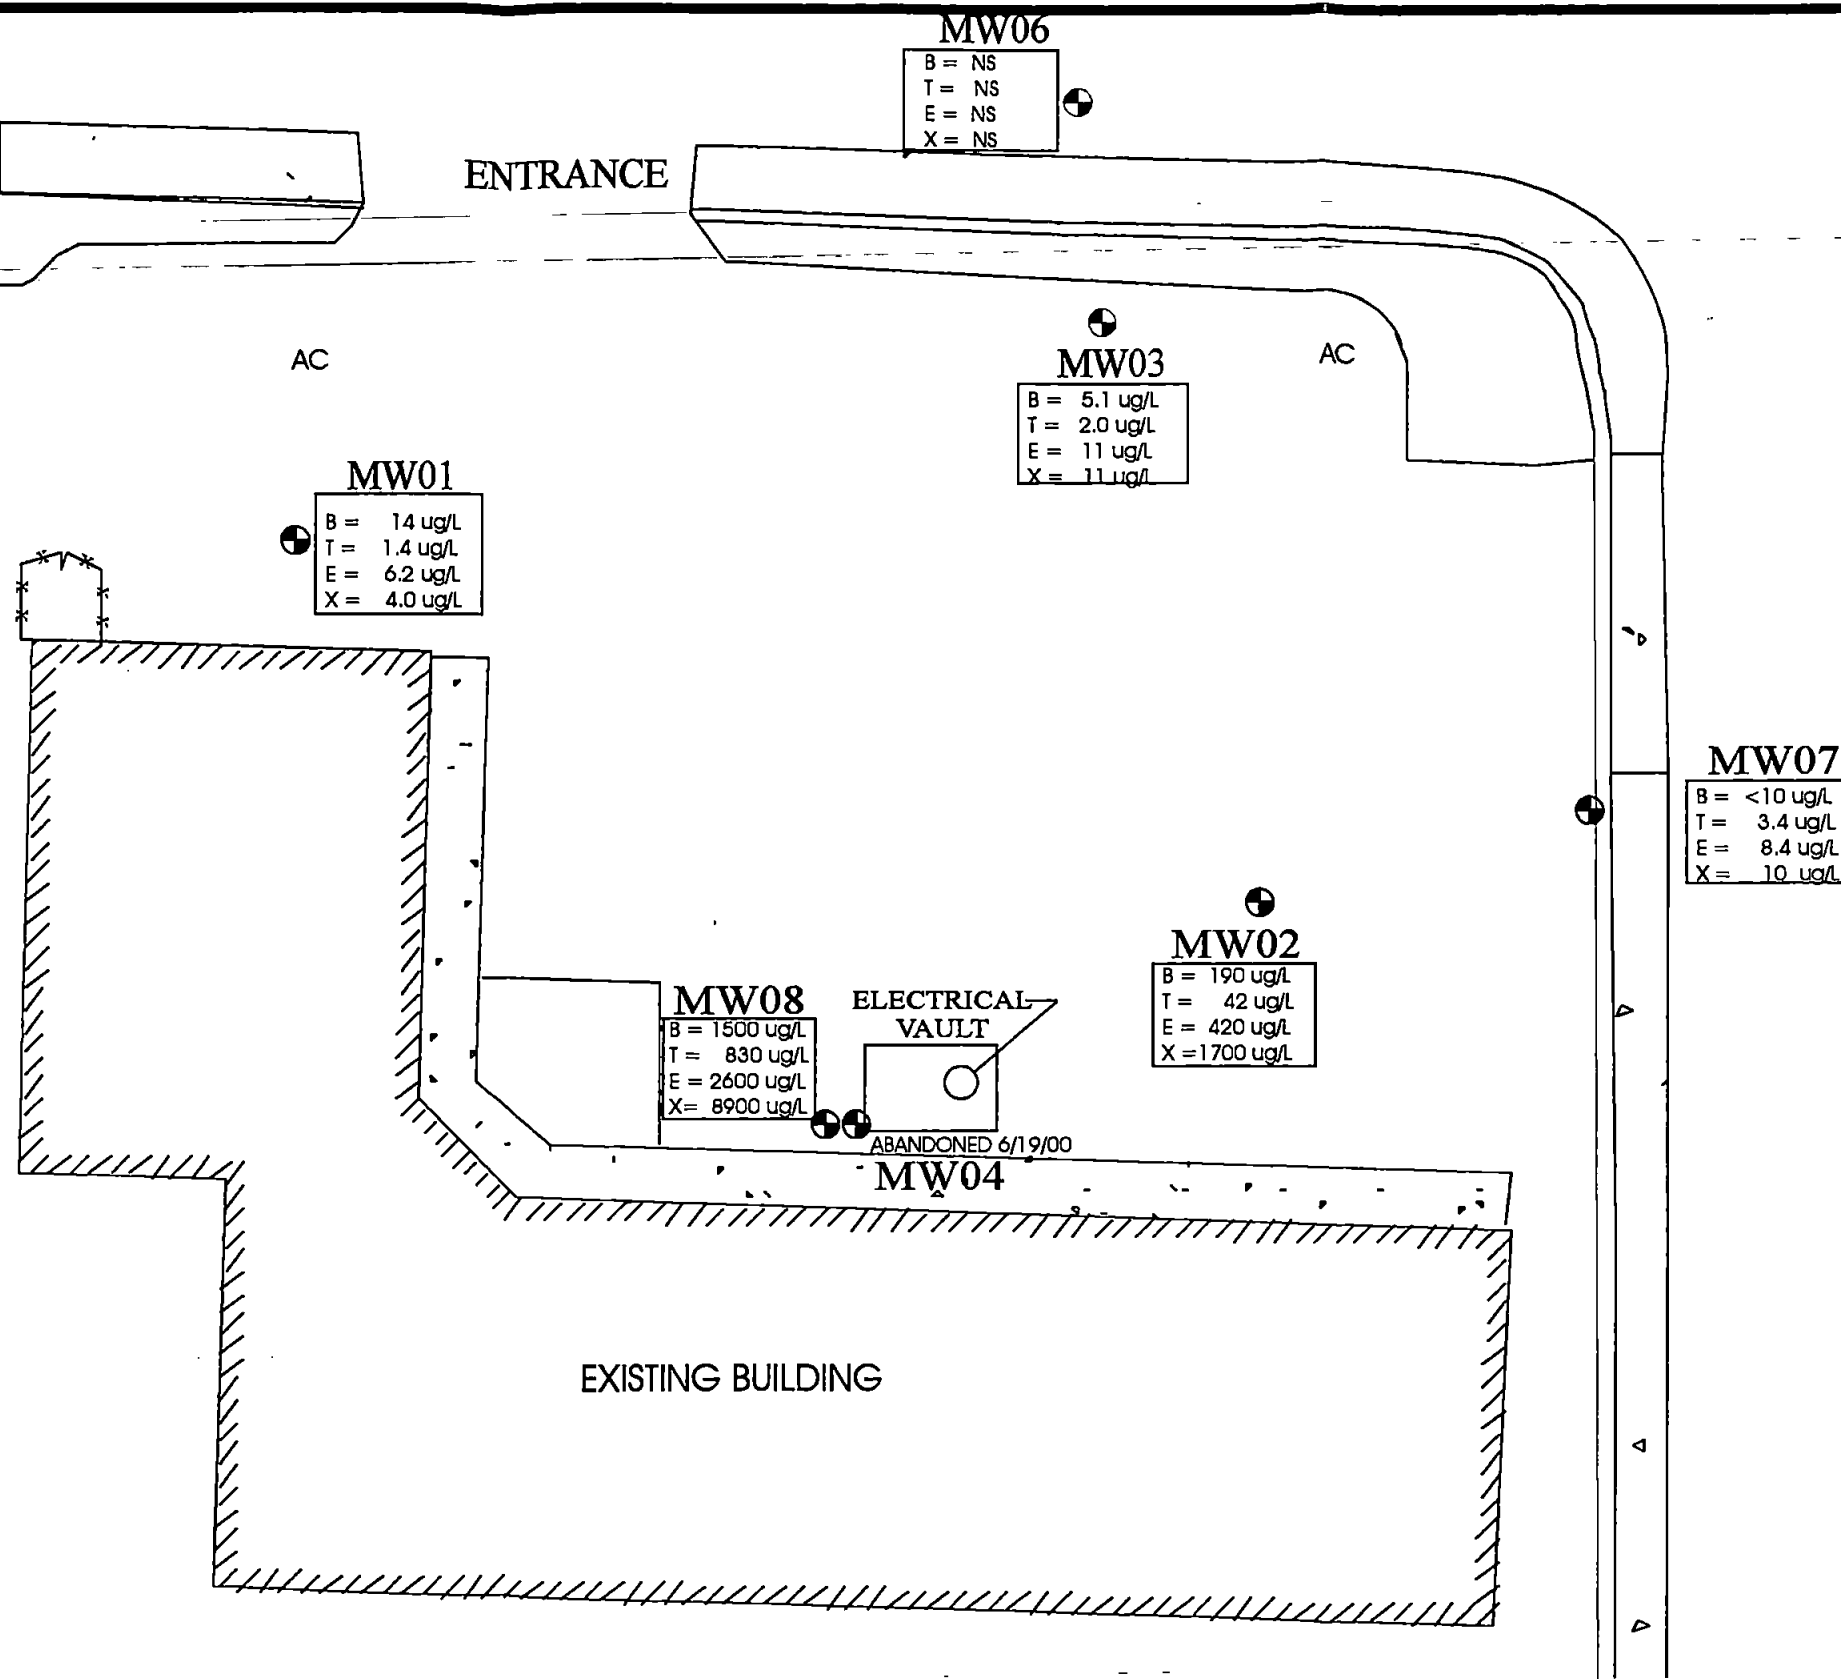 MW06
B = NS
T = NS
E = NS
X = NS
ENTRANCE
AC
MW03
B = 5.1 ug/L
T = 2.0 ug/L
E = 11 ug/L
X = 11 ug/L
AC
MW01
B = 14 ug/L
T = 1.4 ug/L
E = 6.2 ug/L
X = 4.0 ug/L
MW07
B = <10 ug/L
T = 3.4 ug/L
E = 8.4 ug/L
X = 10 ug/L
MW02
B = 190 ug/L
T = 42 ug/L
E = 420 ug/L
X =1700 ug/L
MW08
B = 1500 ug/L
T = 830 ug/L
E = 2600 ug/L
X= 8900 ug/L
ELECTRICAL
VAULT
ABANDONED 6/19/00
MW04
EXISTING BUILDING